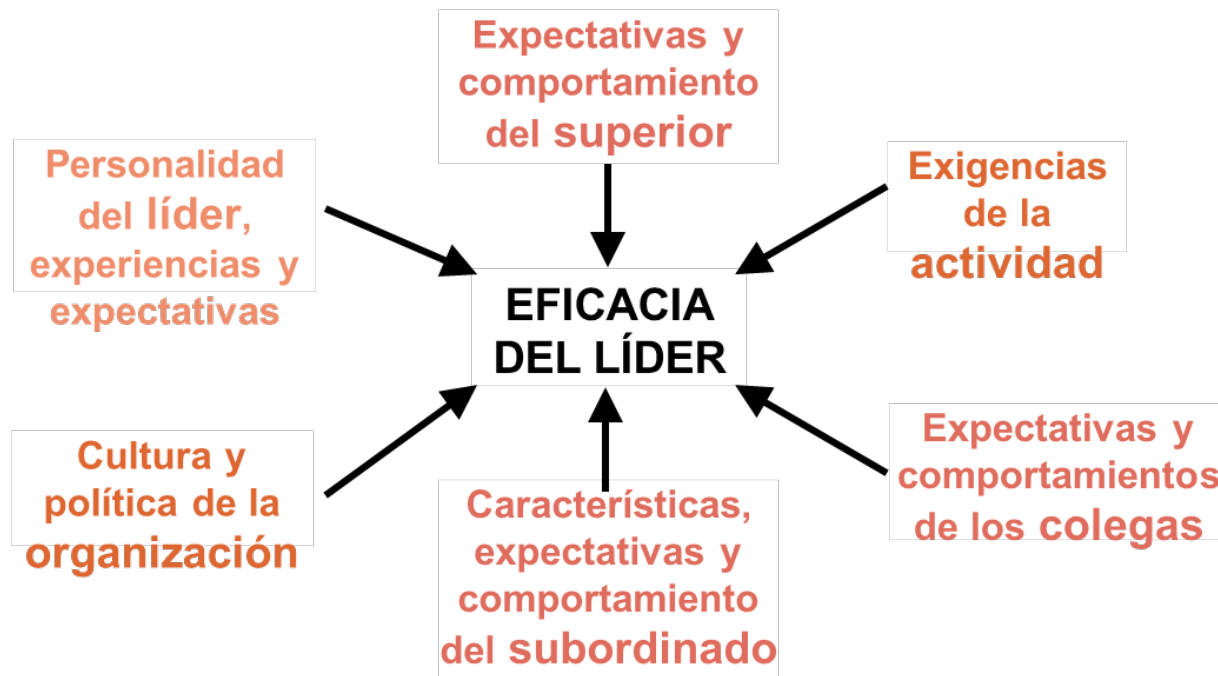 Expectativas y
comportamiento
del superior
Personalidad
del líder,
experiencias y
expectativas
Exigencias
de la
actividad
EFICACIA
DEL LÍDER
Cultura y
política de la
organización
Características,
expectativas y
comportamiento
del subordinado
Expectativas y
comportamientos
de los colegas